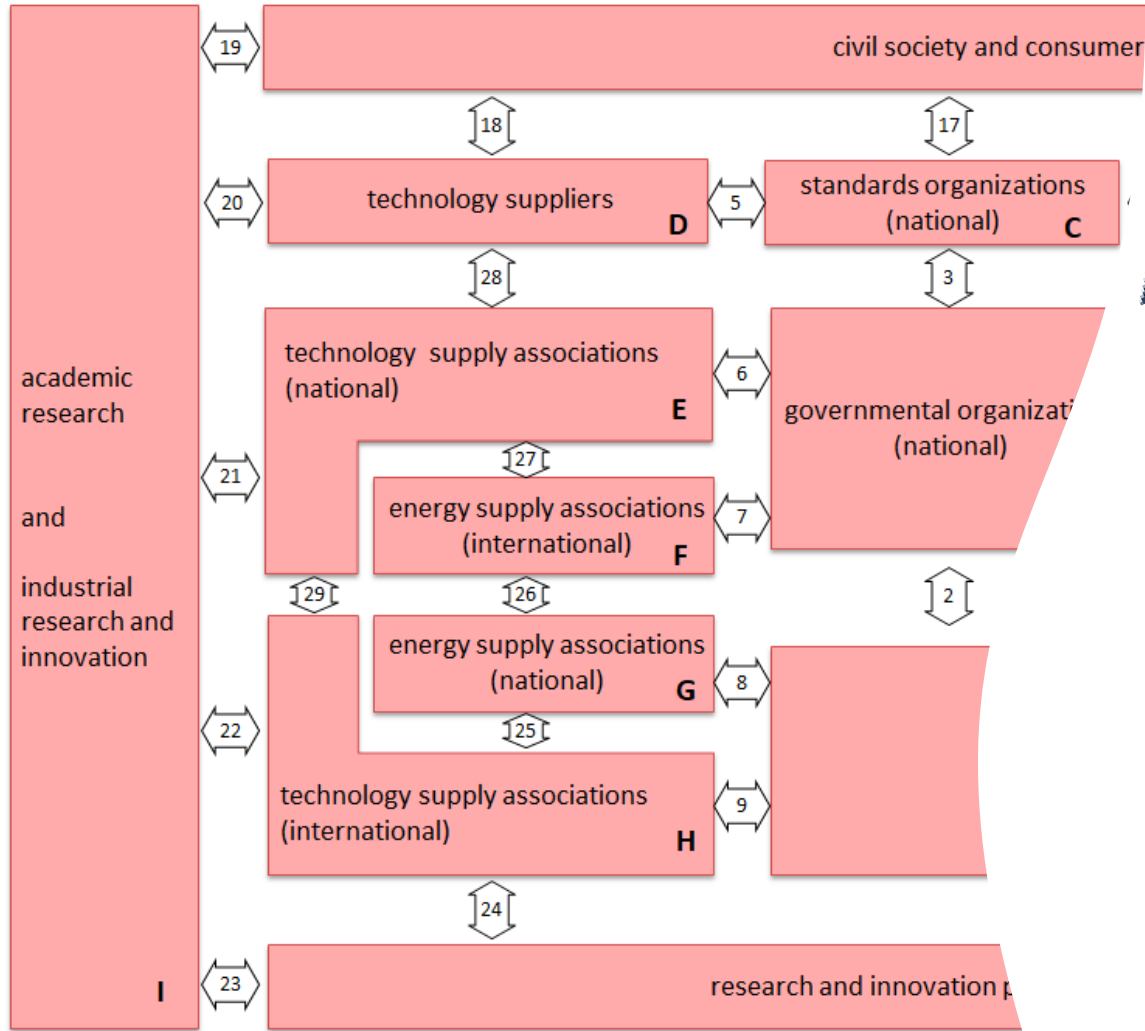 19
civil society and consumer
18
17
20
technology suppliers
D
5
standards organizations
(national)
C
28
3
academic
research
and
industrial
research and
innovation
I
technology supply associations
(national)
E
6
governmental
(national)
21
27
energy supply associations
(international)
F
7
29
26
2
energy supply associations
(national)
G
8
22
25
technology supply associations
(international)
H
9
24
23
research and innovation